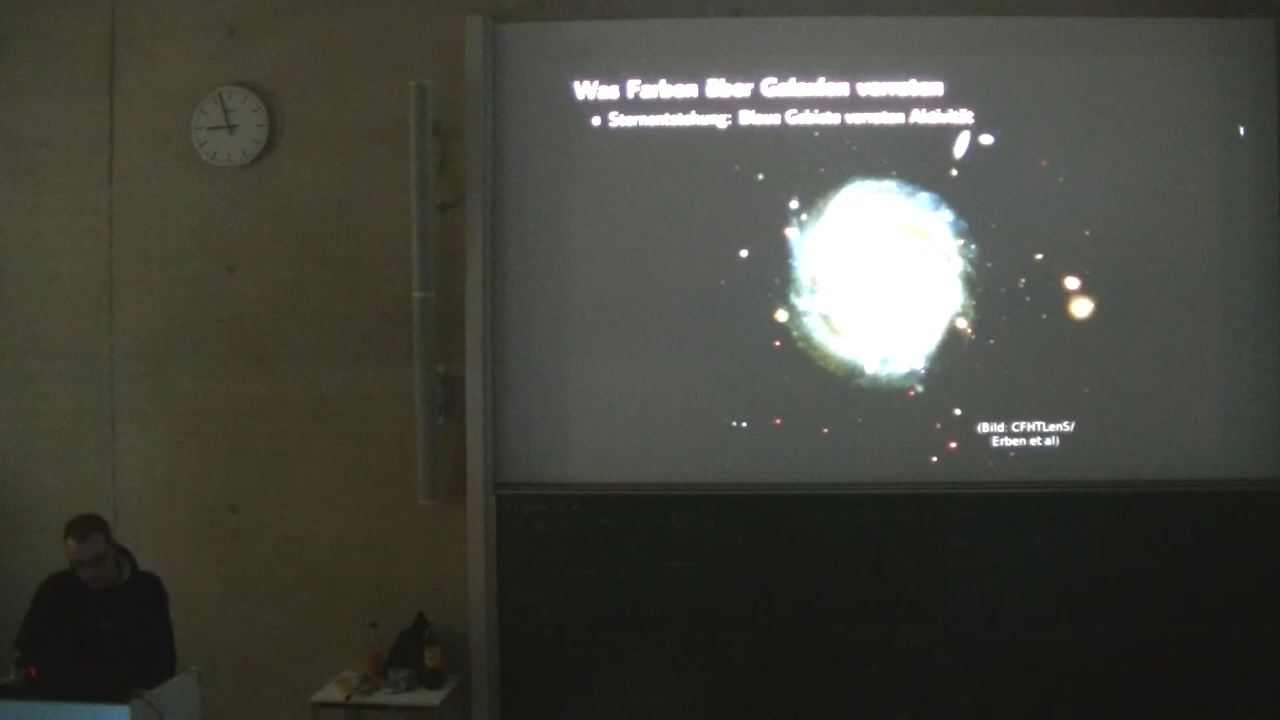 Was Farben über Galaxien verraten
• Sternentstehung: Blaue Gebiete verraten Aktivität
(Bild: CFHTLenS/
Erben et al)